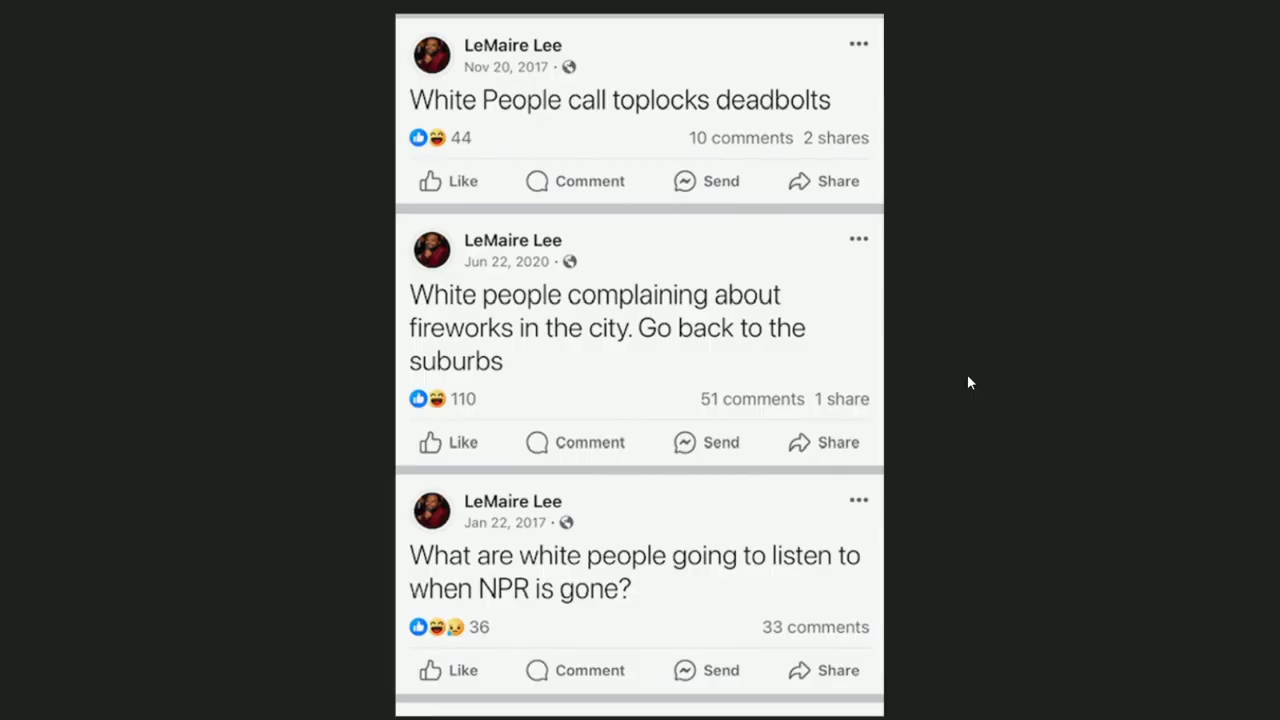 LeMaire Lee
Nov 20, 2017 ·
White People call toplocks deadbolts
44 10 comments 2 shares
Like Comment Send Share
LeMaire Lee
Jun 22, 2020 ·
White people complaining about
fireworks in the city. Go back to the
suburbs
110 51 comments 1 share
Like Comment Send Share
LeMaire Lee
Jan 22, 2017 ·
What are white people going to listen to
when NPR is gone?
36 33 comments
Like Comment Send Share